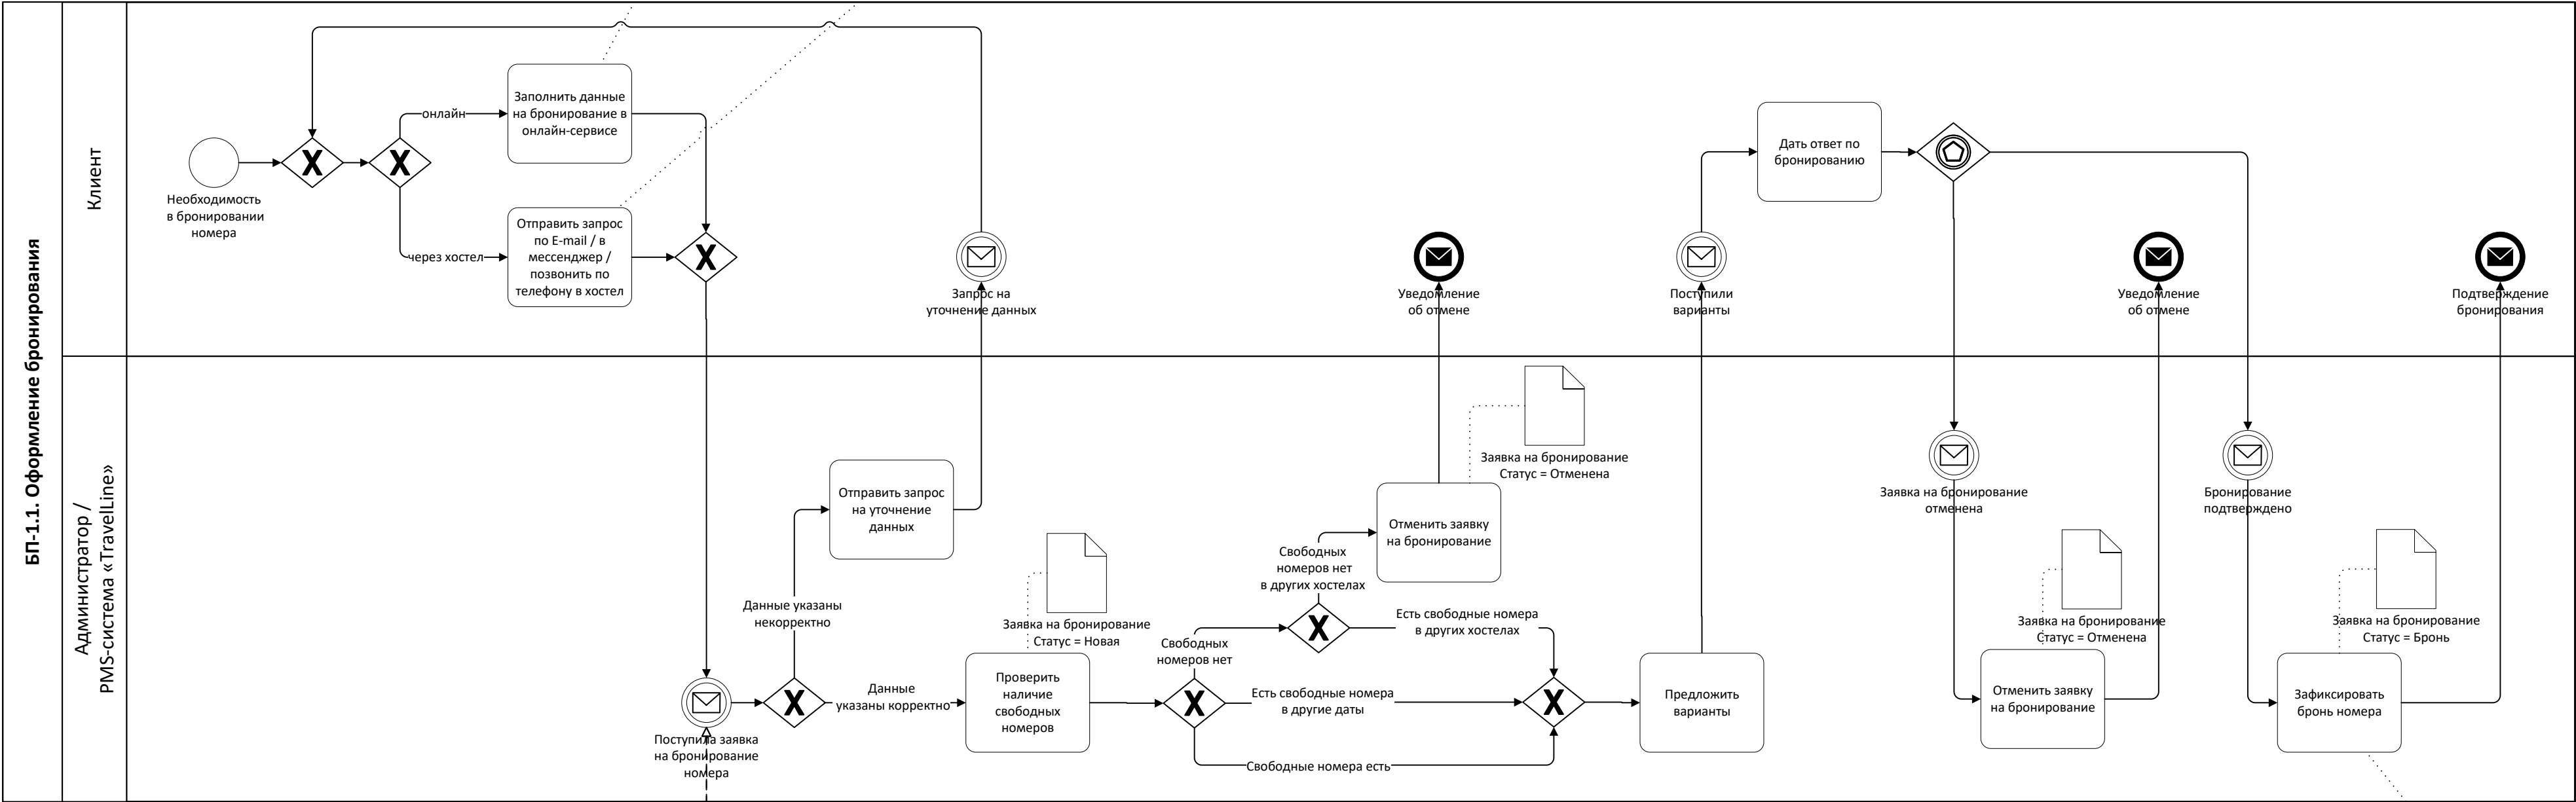 БП-1.1. Оформление бронирования
Клиент
Необходимость
в бронировании
номера
X
X
онлайн
через хостел
Заполнить данные
на бронирование в
онлайн-сервисе
Отправить запрос
по E-mail / в
мессенджер /
позвонить по
телефону в хостел
X
Запрос на
уточнение данных
Уведомление
об отмене
Поступили
варианты
Дать ответ по
бронированию
Уведомление
об отмене
Подтверждение
бронирования
Администратор /
PMS-система «TravelLine»
Поступила заявка
на бронирование
номера
X
Данные указаны
некорректно
Отправить запрос
на уточнение
данных
Данные
указаны корректно
Заявка на бронирование
Статус = Новая
Проверить
наличие
свободных
номеров
X
Свободных
номеров нет
Есть свободные номера
в другие даты
Свободные номера есть
X
Свободных
номеров нет
в других хостелах
Есть свободные номера
в других хостелах
Отменить заявку
на бронирование
Заявка на бронирование
Статус = Отменена
X
Предложить
варианты
Заявка на бронирование
отменена
Заявка на бронирование
Статус = Отменена
Отменить заявку
на бронирование
Бронирование
подтверждено
Заявка на бронирование
Статус = Бронь
Зафиксировать
бронь номера